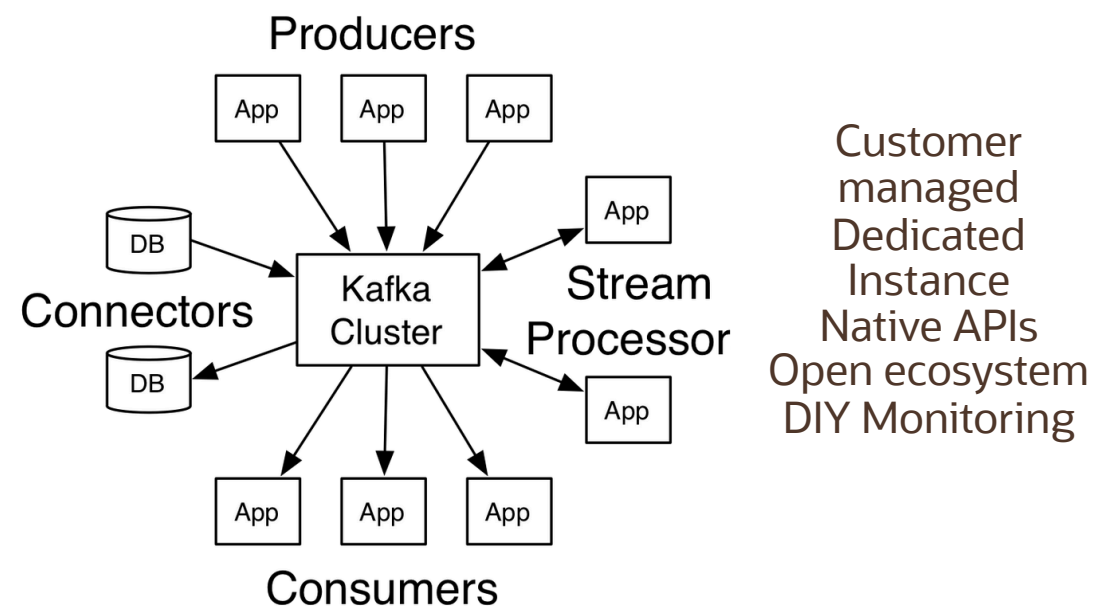 Producers
App
App
App
DB
Connectors
DB
Kafka
Cluster
App
Stream
Processor
App
App
App
App
Consumers
Customer
managed
Dedicated
Instance
Native APIs
Open ecosystem
DIY Monitoring